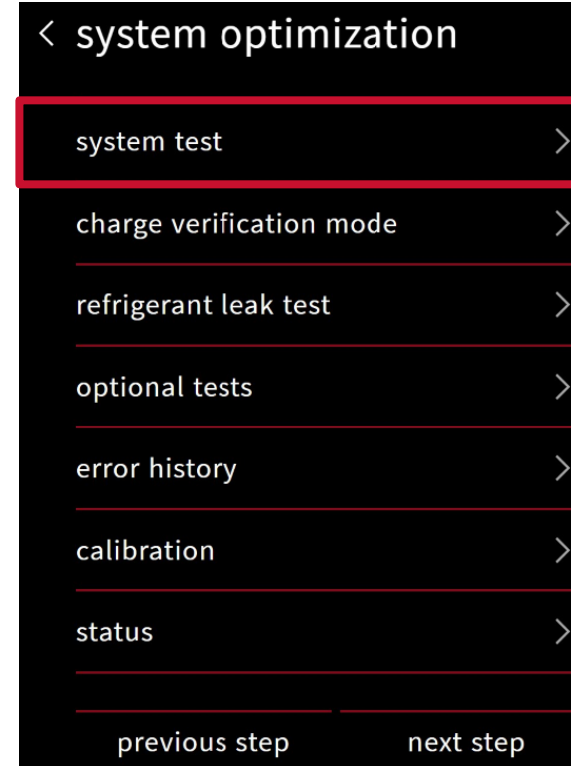 system optimization
system test
charge verification mode
refrigerant leak test
optional tests
error history
calibration
status
previous step next step